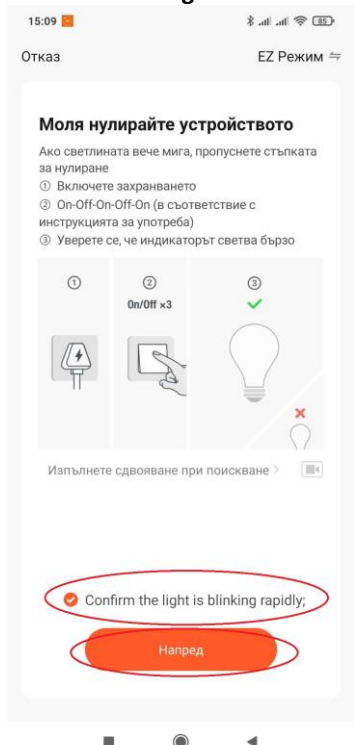 15:09 85
Отказ EZ Режим
Моля нулирайте устройството
Ако светлината вече мига, пропуснете стъпката
за нулиране
① Включете захранването
② On-Off-On-Off-On (в съответствие с
инструкцията за употреба)
③ Уверете се, че индикаторът светва бързо
① ② ③
On/Off ×3
Изпълнете сдвояване при поискване >
Confirm the light is blinking rapidly;
Напред